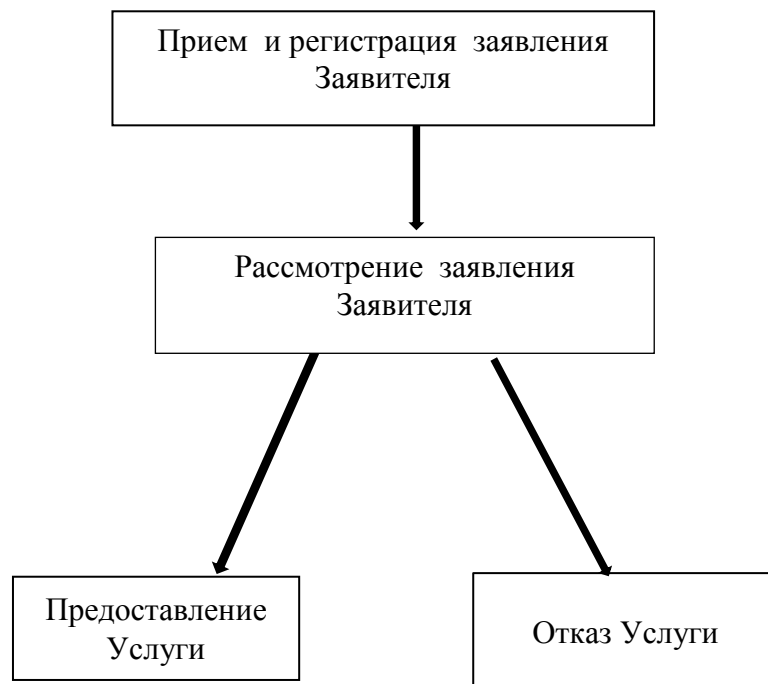 Прием и регистрация заявления
Заявителя
Рассмотрение заявления
Заявителя
Предоставление
Услуги
Отказ Услуги